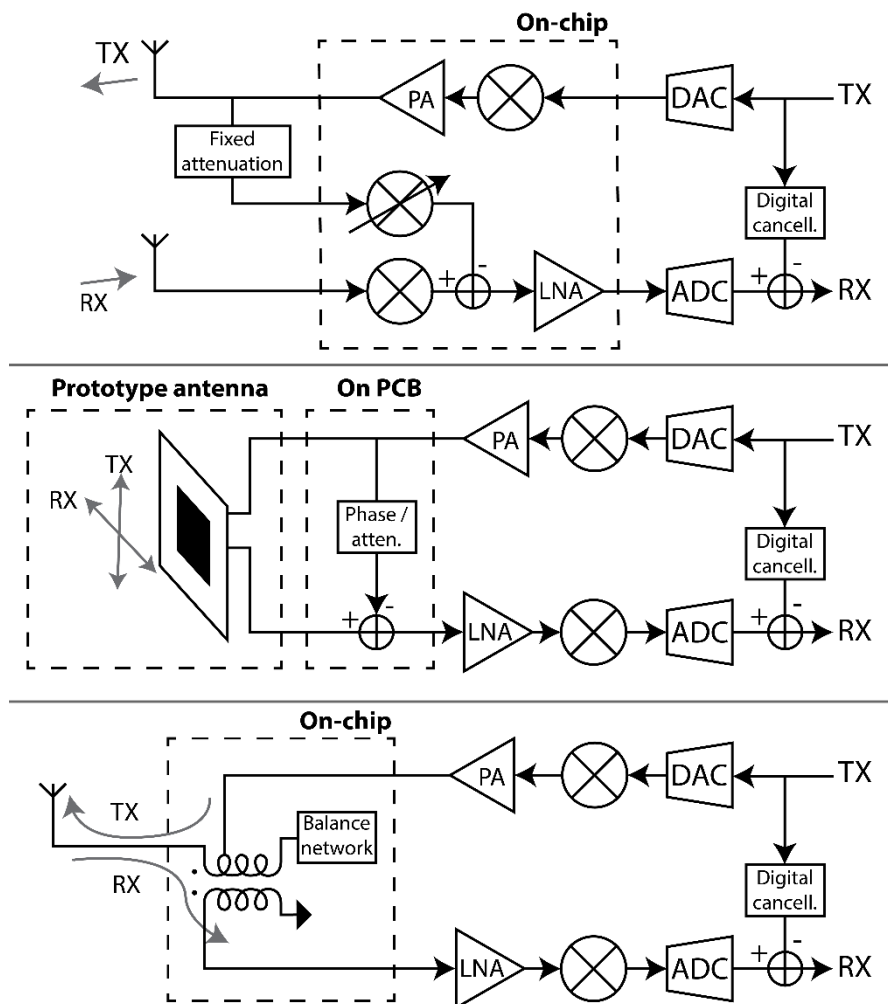 On-chip
TX
PA
DAC
TX
Fixed
attenuation
Digital
cancell.
+ -
+ -
RX
LNA
ADC
RX
Prototype antenna
On PCB
TX
RX
PA
DAC
TX
Phase /
atten.
Digital
cancell.
+ -
+ -
LNA
ADC
RX
On-chip
PA
DAC
TX
TX
Balance
network
RX
Digital
cancell.
+ -
LNA
ADC
RX